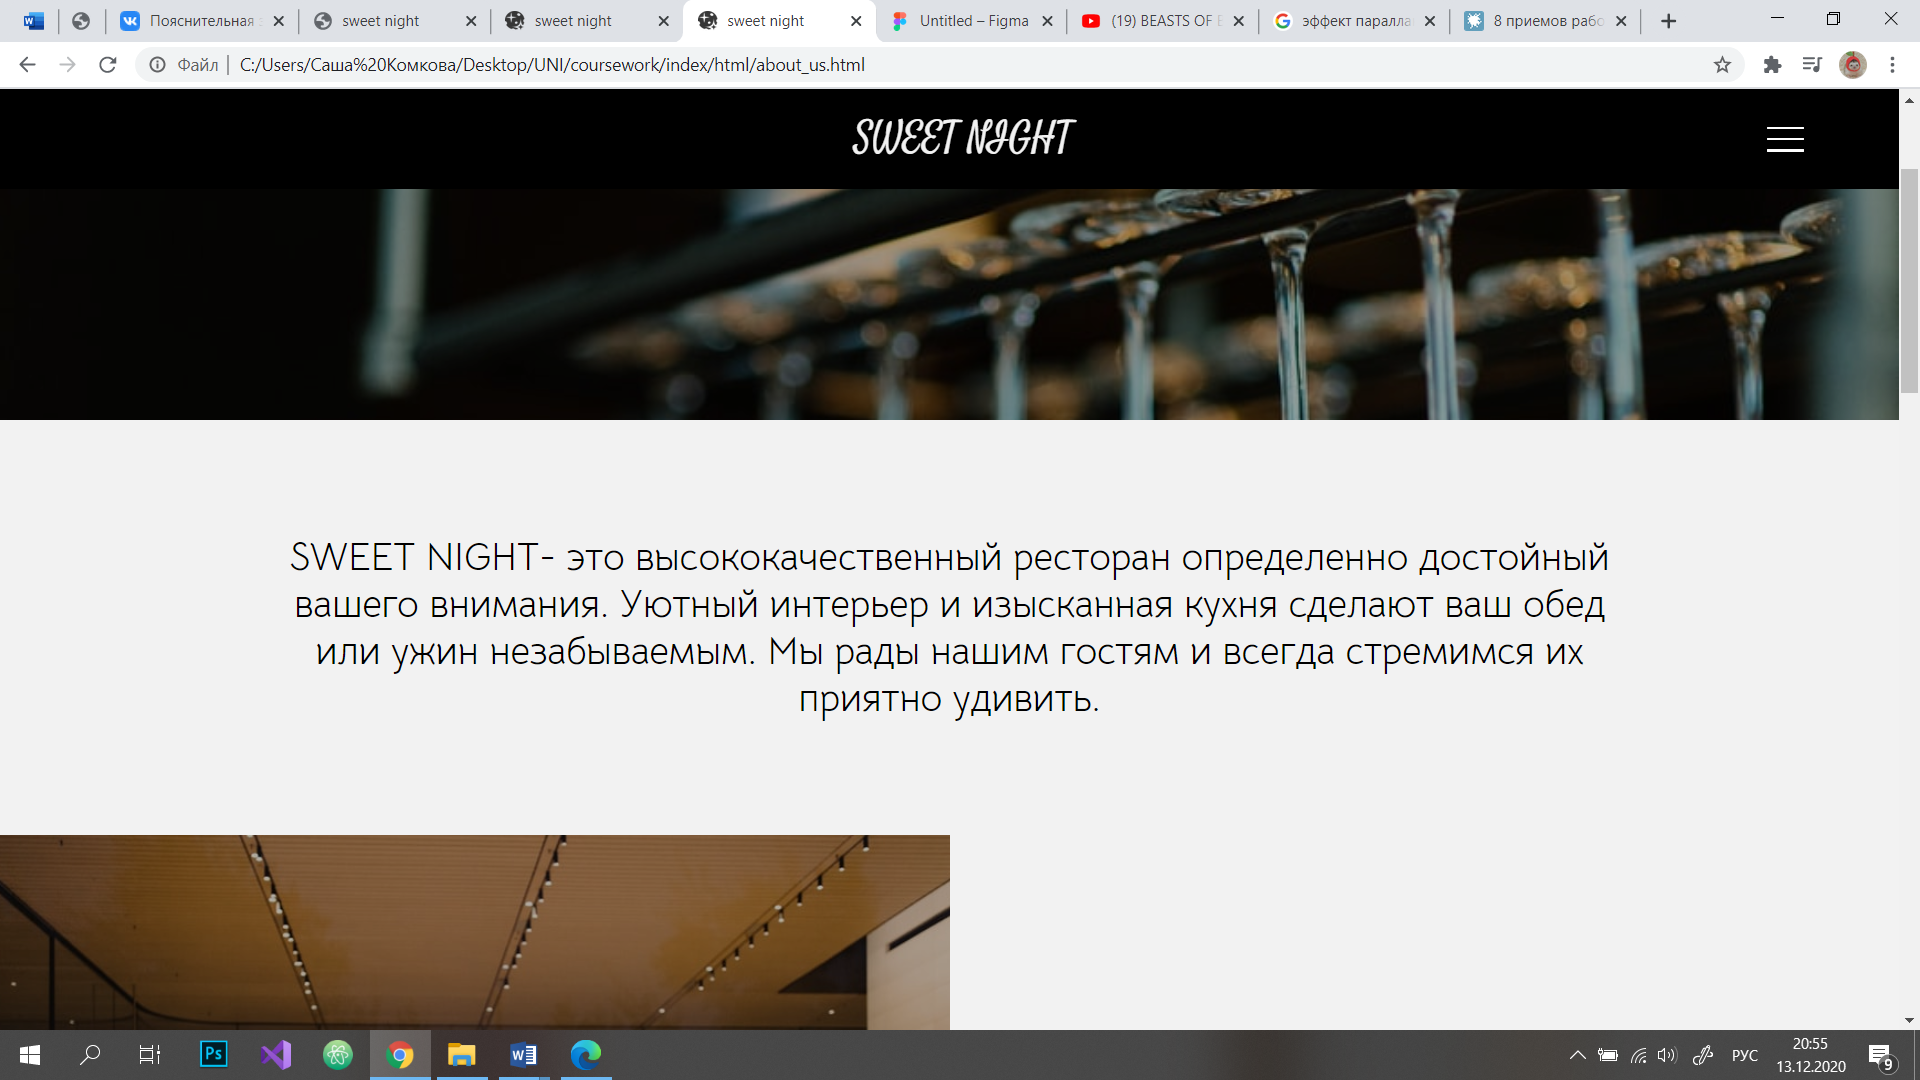 Пояснительная
sweet night
sweet night
sweet night
Untitled – Figma
(19) BEASTS OF
эффект паралла
8 приемов рабо
Файл
C:/Users/Саша%20Комкова/Desktop/UNI/coursework/index/html/about_us.html
SWEET NIGHT
SWEET NIGHT- это высококачественный ресторан определенно достойный
вашего внимания. Уютный интерьер и изысканная кухня сделают ваш обед
или ужин незабываемым. Мы рады нашим гостям и всегда стремимся их
приятно удивить.
Ps
РУС
20:55
13.12.2020
9